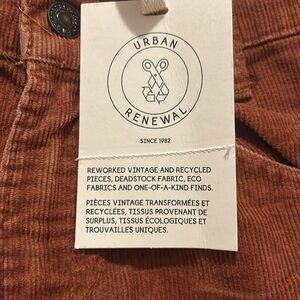 URBAN
RENEWAL
SINCE 1982
REWORKED VINTAGE AND RECYCLED
PIECES, DEADSTOCK FABRIC, ECO
FABRICS AND ONE-OF-A-KIND FINDS.
PIÈCES VINTAGE TRANSFORMÉES ET
RECYCLÉES, TISSUS PROVENANT DE
SURPLUS, TISSUS ÉCOLOGIQUES ET
TROUVAILLES UNIQUES.